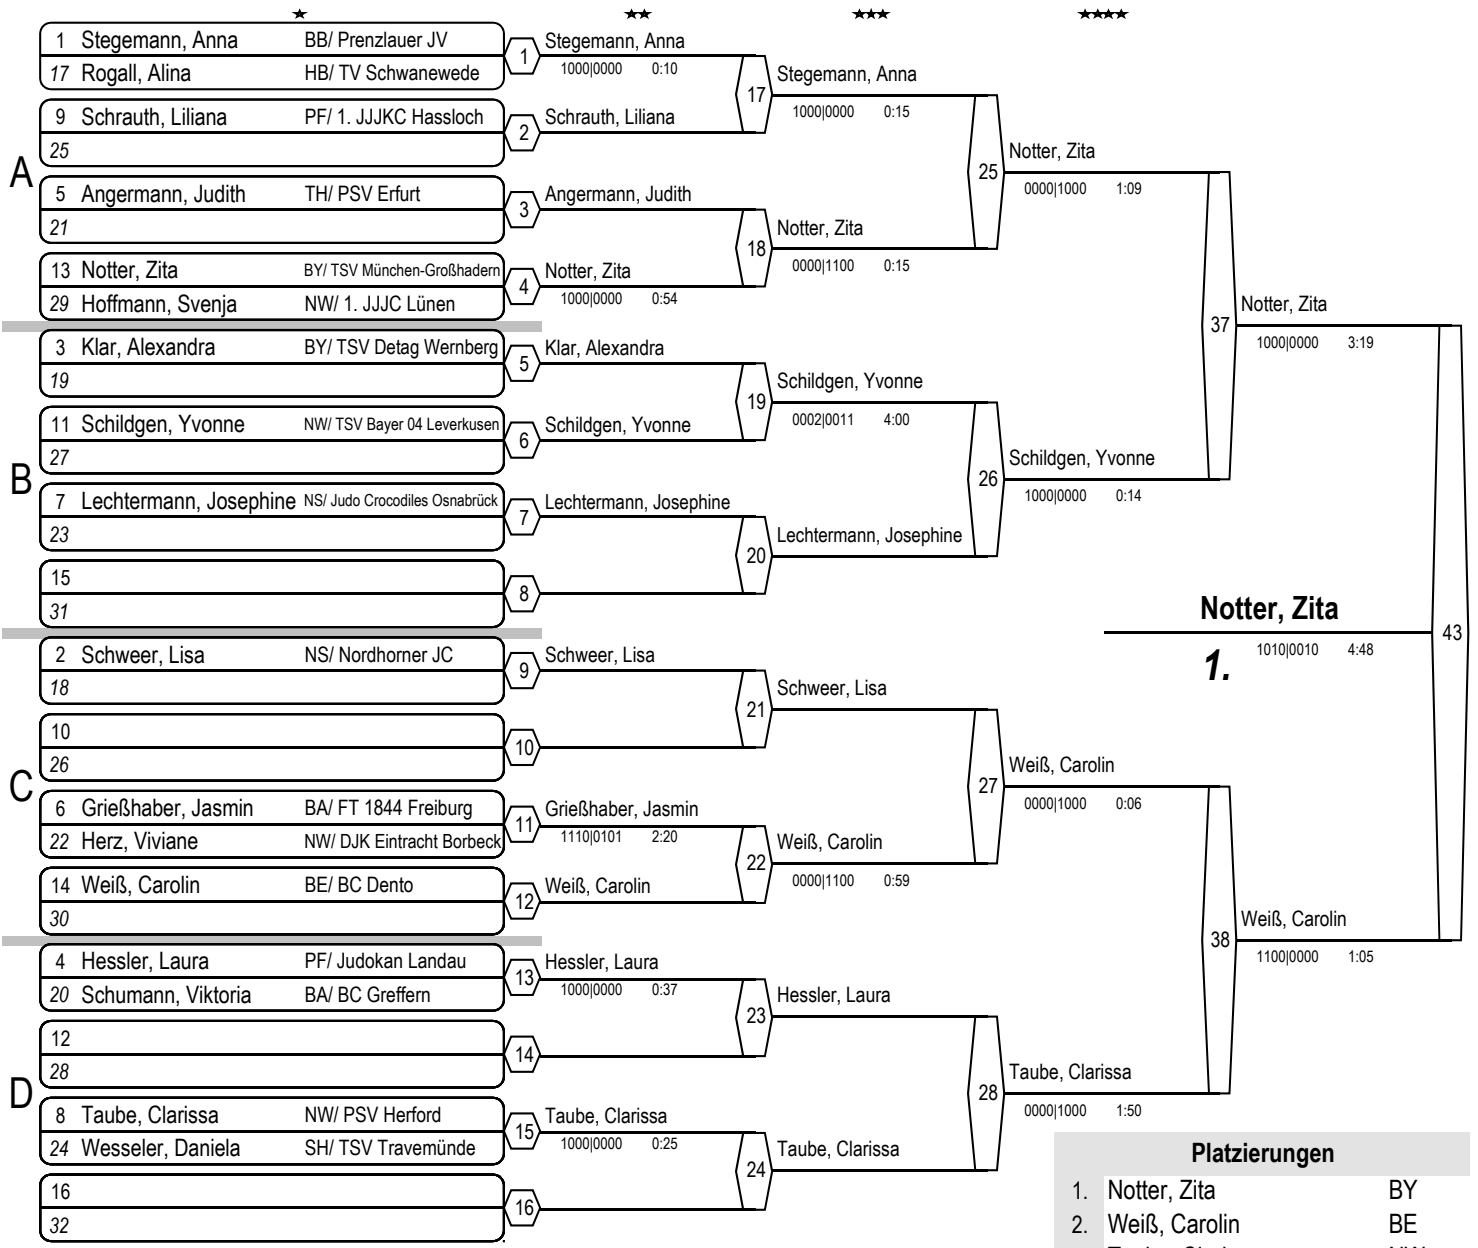 ★ ★★ ★★★ ★★★★
A
1 Stegemann, Anna BB/ Prenzlauer JV
17 Rogall, Alina HB/ TV Schwanewede
9 Schrauth, Liliana PF/ 1. JJJKC Hassloch
25
5 Angermann, Judith TH/ PSV Erfurt
21
13 Notter, Zita BY/ TSV München-Großhadern
29 Hoffmann, Svenja NW/ 1. JJJC Lünen
B
3 Klar, Alexandra BY/ TSV Detag Wernberg
19
11 Schildgen, Yvonne NW/ TSV Bayer 04 Leverkusen
27
7 Lechtermann, Josephine NS/ Judo Crocodiles Osnabrück
23
15
31
C
2 Schweer, Lisa NS/ Nordhorner JC
18
10
26
6 Grießhaber, Jasmin BA/ FT 1844 Freiburg
22 Herz, Viviane NW/ DJK Eintracht Borbeck
14 Weiß, Carolin BE/ BC Dento
30
D
4 Hessler, Laura PF/ Judokan Landau
20 Schumann, Viktoria BA/ BC Greffern
12
28
8 Taube, Clarissa NW/ PSV Herford
24 Wesseler, Daniela SH/ TSV Travemünde
16
32
1 Stegemann, Anna
1000|0000 0:10
2 Schrauth, Liliana
3 Angermann, Judith
4 Notter, Zita
1000|0000 0:54
5 Klar, Alexandra
6 Schildgen, Yvonne
7 Lechtermann, Josephine
8
9 Schweer, Lisa
10
11 Grießhaber, Jasmin
1110|0101 2:20
12 Weiß, Carolin
13 Hessler, Laura
1000|0000 0:37
14
15 Taube, Clarissa
1000|0000 0:25
16
17 Stegemann, Anna
1000|0000 0:15
18 Notter, Zita
0000|1100 0:15
19 Schildgen, Yvonne
0002|0011 4:00
20 Lechtermann, Josephine
21 Schweer, Lisa
22 Weiß, Carolin
0000|1100 0:59
23 Hessler, Laura
24 Taube, Clarissa
25 Notter, Zita
0000|1000 1:09
26 Schildgen, Yvonne
1000|0000 0:14
27 Weiß, Carolin
0000|1000 0:06
28 Taube, Clarissa
0000|1000 1:50
37 Notter, Zita
1000|0000 3:19
38 Weiß, Carolin
1100|0000 1:05
43
Notter, Zita
1. 1010|0010 4:48
Platzierungen
1. Notter, Zita BY
2. Weiß, Carolin BE